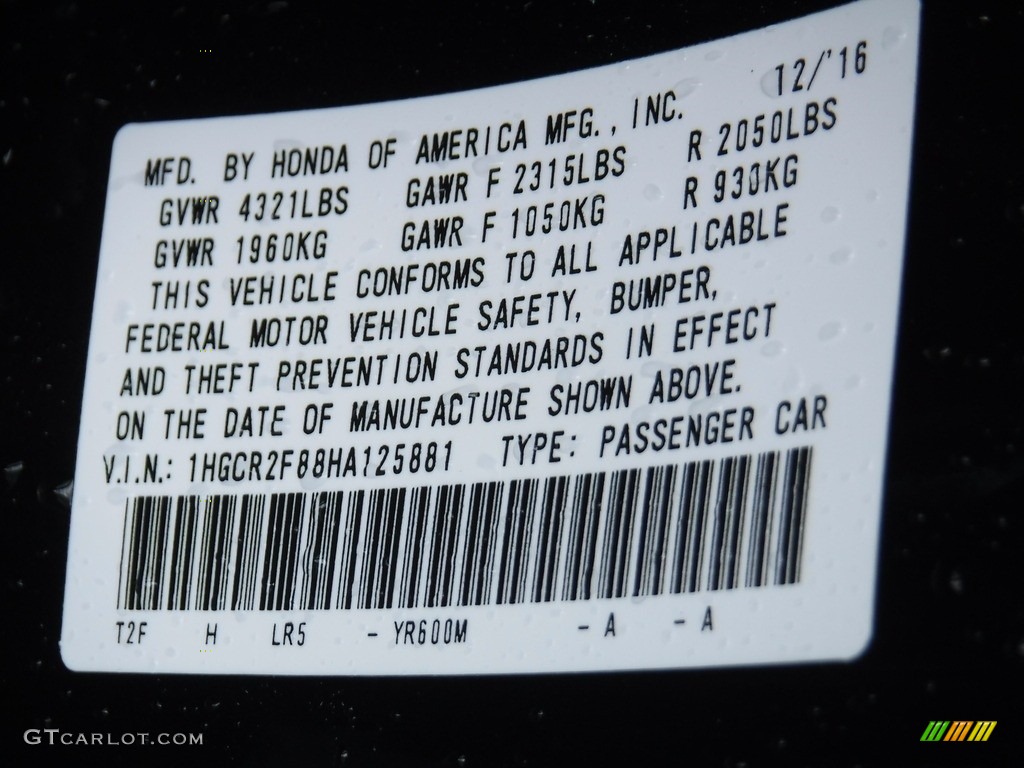 MFD. BY HONDA OF AMERICA MFG., INC. 12/'16
GVWR 4321LBS GAWR F 2315LBS R 2050LBS
GVWR 1960KG GAWR F 1050KG R 930KG
THIS VEHICLE CONFORMS TO ALL APPLICABLE
FEDERAL MOTOR VEHICLE SAFETY, BUMPER,
AND THEFT PREVENTION STANDARDS IN EFFECT
ON THE DATE OF MANUFACTURE SHOWN ABOVE.
V.I.N.: 1HGCR2F88HA125881 TYPE: PASSENGER CAR
T2F H LR5 - YR600M - A - A
GTCARLOT.COM